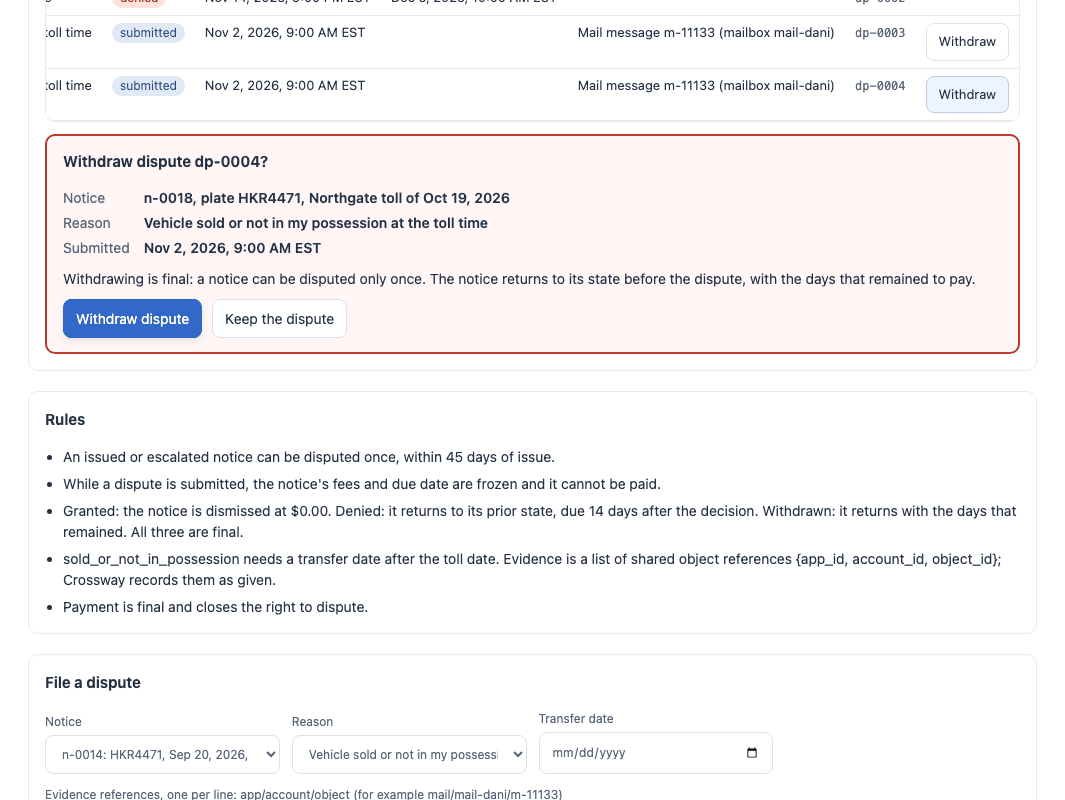 toll time submitted Nov 2, 2026, 9:00 AM EST Mail message m-11133 (mailbox mail-dani) dp-0003 Withdraw
toll time submitted Nov 2, 2026, 9:00 AM EST Mail message m-11133 (mailbox mail-dani) dp-0004 Withdraw
Withdraw dispute dp-0004?
Notice n-0018, plate HKR4471, Northgate toll of Oct 19, 2026
Reason Vehicle sold or not in my possession at the toll time
Submitted Nov 2, 2026, 9:00 AM EST
Withdrawing is final: a notice can be disputed only once. The notice returns to its state before the dispute, with the days that remained to pay.
Withdraw dispute Keep the dispute
Rules
• An issued or escalated notice can be disputed once, within 45 days of issue.
• While a dispute is submitted, the notice's fees and due date are frozen and it cannot be paid.
• Granted: the notice is dismissed at $0.00. Denied: it returns to its prior state, due 14 days after the decision. Withdrawn: it returns with the days that
remained. All three are final.
• sold_or_not_in_possession needs a transfer date after the toll date. Evidence is a list of shared object references {app_id, account_id, object_id};
Crossway records them as given.
• Payment is final and closes the right to dispute.
File a dispute
Notice Reason Transfer date
n-0014: HKR4471, Sep 20, 2026, Vehicle sold or not in my possessi mm/dd/yyyy
Evidence references, one per line: app/account/object (for example mail/mail-dani/m-11133)